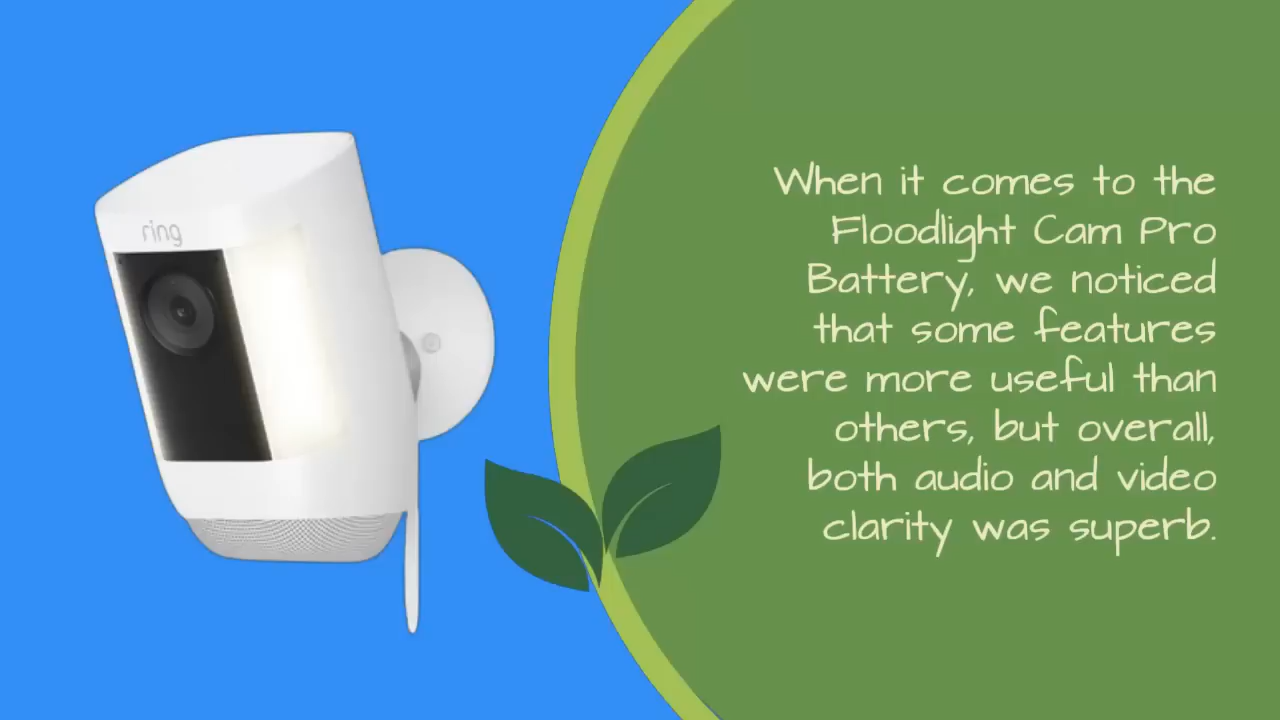 ring
When it comes to the
Floodlight Cam Pro
Battery, we noticed
that some features
were more useful than
others, but overall,
both audio and video
clarity was superb.